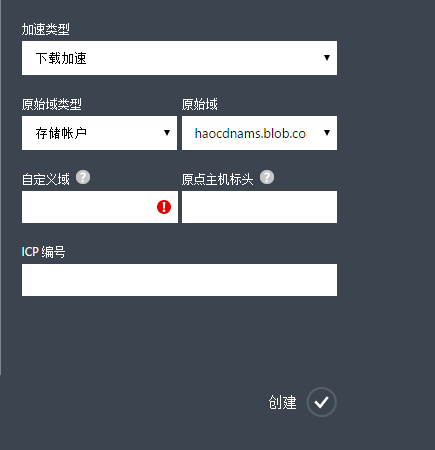 加速类型
下载加速
原始域类型 原始域
存储帐户 haocdnams.blob.co
自定义域 ? 原点主机标头 ?
ICP 编号
创建